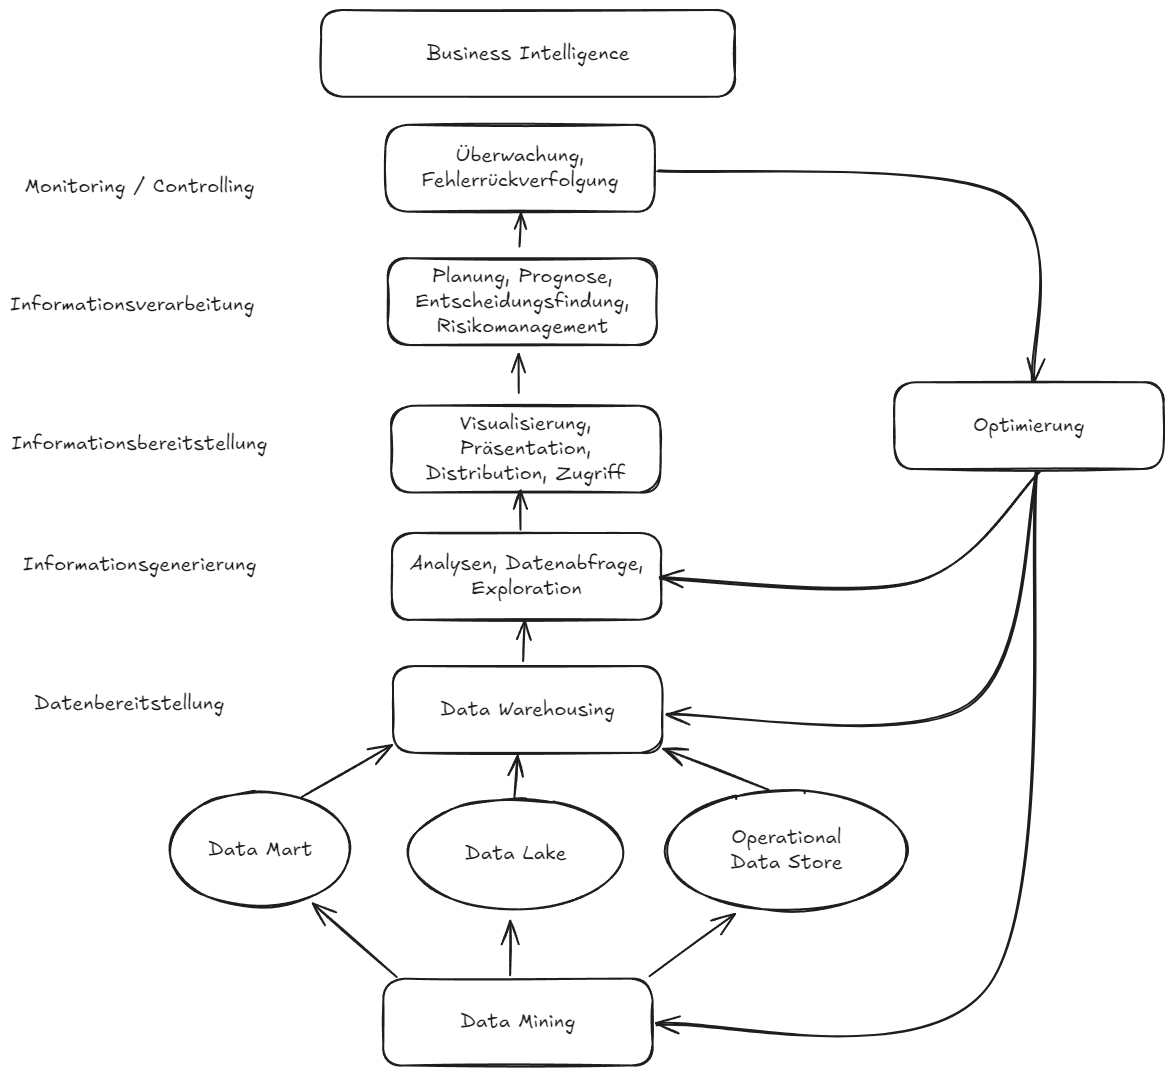 Business Intelligence
Monitoring / Controlling
Überwachung,
Fehlerrückverfolgung
Informationsverarbeitung
Planung, Prognose,
Entscheidungsfindung,
Risikomanagement
Optimierung
Informationsbereitstellung
Visualisierung,
Präsentation,
Distribution, Zugriff
Informationsgenerierung
Analysen, Datenabfrage,
Exploration
Datenbereitstellung
Data Warehousing
Data Mart
Data Lake
Operational
Data Store
Data Mining